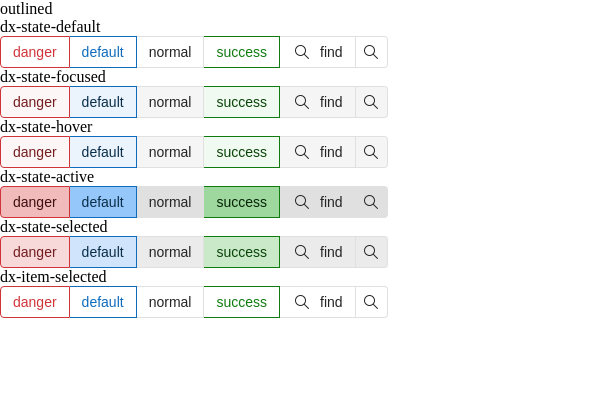 outlined
dx-state-default
danger default normal success find
dx-state-focused
danger default normal success find
dx-state-hover
danger default normal success find
dx-state-active
danger default normal success find
dx-state-selected
danger default normal success find
dx-item-selected
danger default normal success find